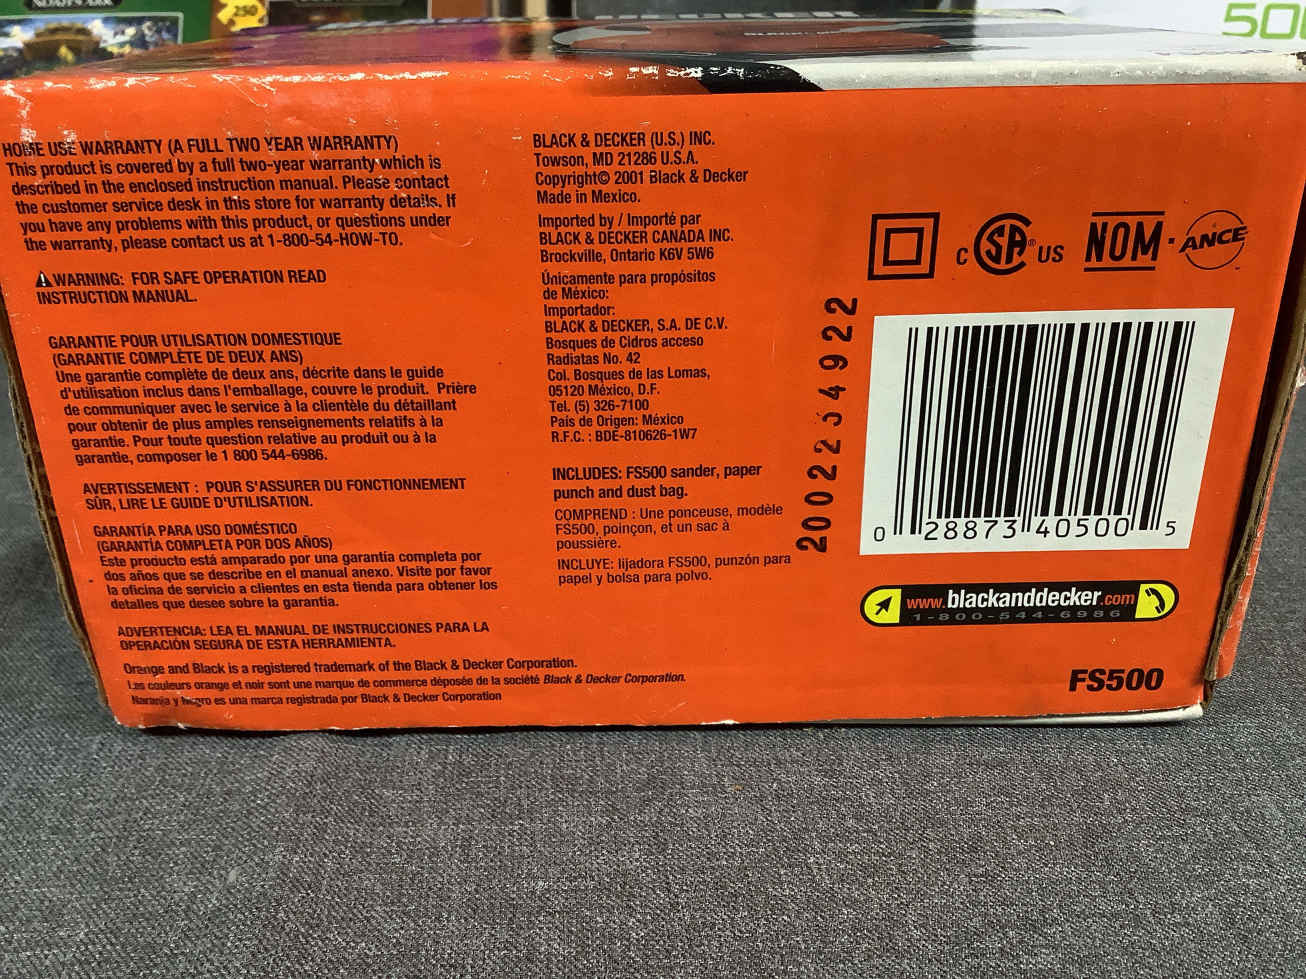 250
500
HOME USE WARRANTY (A FULL TWO YEAR WARRANTY)
This product is covered by a full two-year warranty which is
described in the enclosed instruction manual. Please contact
the customer service desk in this store for warranty details. If
you have any problems with this product, or questions under
the warranty, please contact us at 1-800-54-HOW-TO.
WARNING: FOR SAFE OPERATION READ
INSTRUCTION MANUAL.
GARANTIE POUR UTILISATION DOMESTIQUE
(GARANTIE COMPLÈTE DE DEUX ANS)
Une garantie complète de deux ans, décrite dans le guide
d'utilisation inclus dans l'emballage, couvre le produit. Prière
de communiquer avec le service à la clientèle du détaillant
pour obtenir de plus amples renseignements relatifs à la
garantie. Pour toute question relative au produit ou à la
garantie, composer le 1 800 544-6986.
AVERTISSEMENT : POUR S'ASSURER DU FONCTIONNEMENT
SÛR, LIRE LE GUIDE D'UTILISATION.
GARANTÍA PARA USO DOMÉSTICO
(GARANTÍA COMPLETA POR DOS AÑOS)
Este producto está amparado por una garantía completa por
dos años que se describe en el manual anexo. Visite por favor
la oficina de servicio a clientes en esta tienda para obtener los
detalles que desee sobre la garantía.
ADVERTENCIA: LEA EL MANUAL DE INSTRUCCIONES PARA LA
OPERACIÓN SEGURA DE ESTA HERRAMIENTA.
Orange and Black is a registered trademark of the Black & Decker Corporation.
Les couleurs orange et noir sont une marque de commerce déposée de la société Black & Decker Corporation.
Naranja y Negro es una marca registrada por Black & Decker Corporation
BLACK & DECKER (U.S.) INC.
Towson, MD 21286 U.S.A.
Copyright© 2001 Black & Decker
Made in Mexico.
Imported by / Importé par
BLACK & DECKER CANADA INC.
Brockville, Ontario K6V 5W6
Únicamente para propósitos
de México:
Importador:
BLACK & DECKER, S.A. DE C.V.
Bosques de Cidros acceso
Radiatas No. 42
Col. Bosques de las Lomas,
05120 México, D.F.
Tel. (5) 326-7100
País de Origen: México
R.F.C. : BDE-810626-1W7
INCLUDES: FS500 sander, paper
punch and dust bag.
COMPREND : Une ponceuse, modèle
FS500, poinçon, et un sac à
poussière.
INCLUYE: lijadora FS500, punzón para
papel y bolsa para polvo.
C SA® US NOM · ANCE
0 28873 40500 5
www.blackanddecker.com
1-800-544-6986
FS500